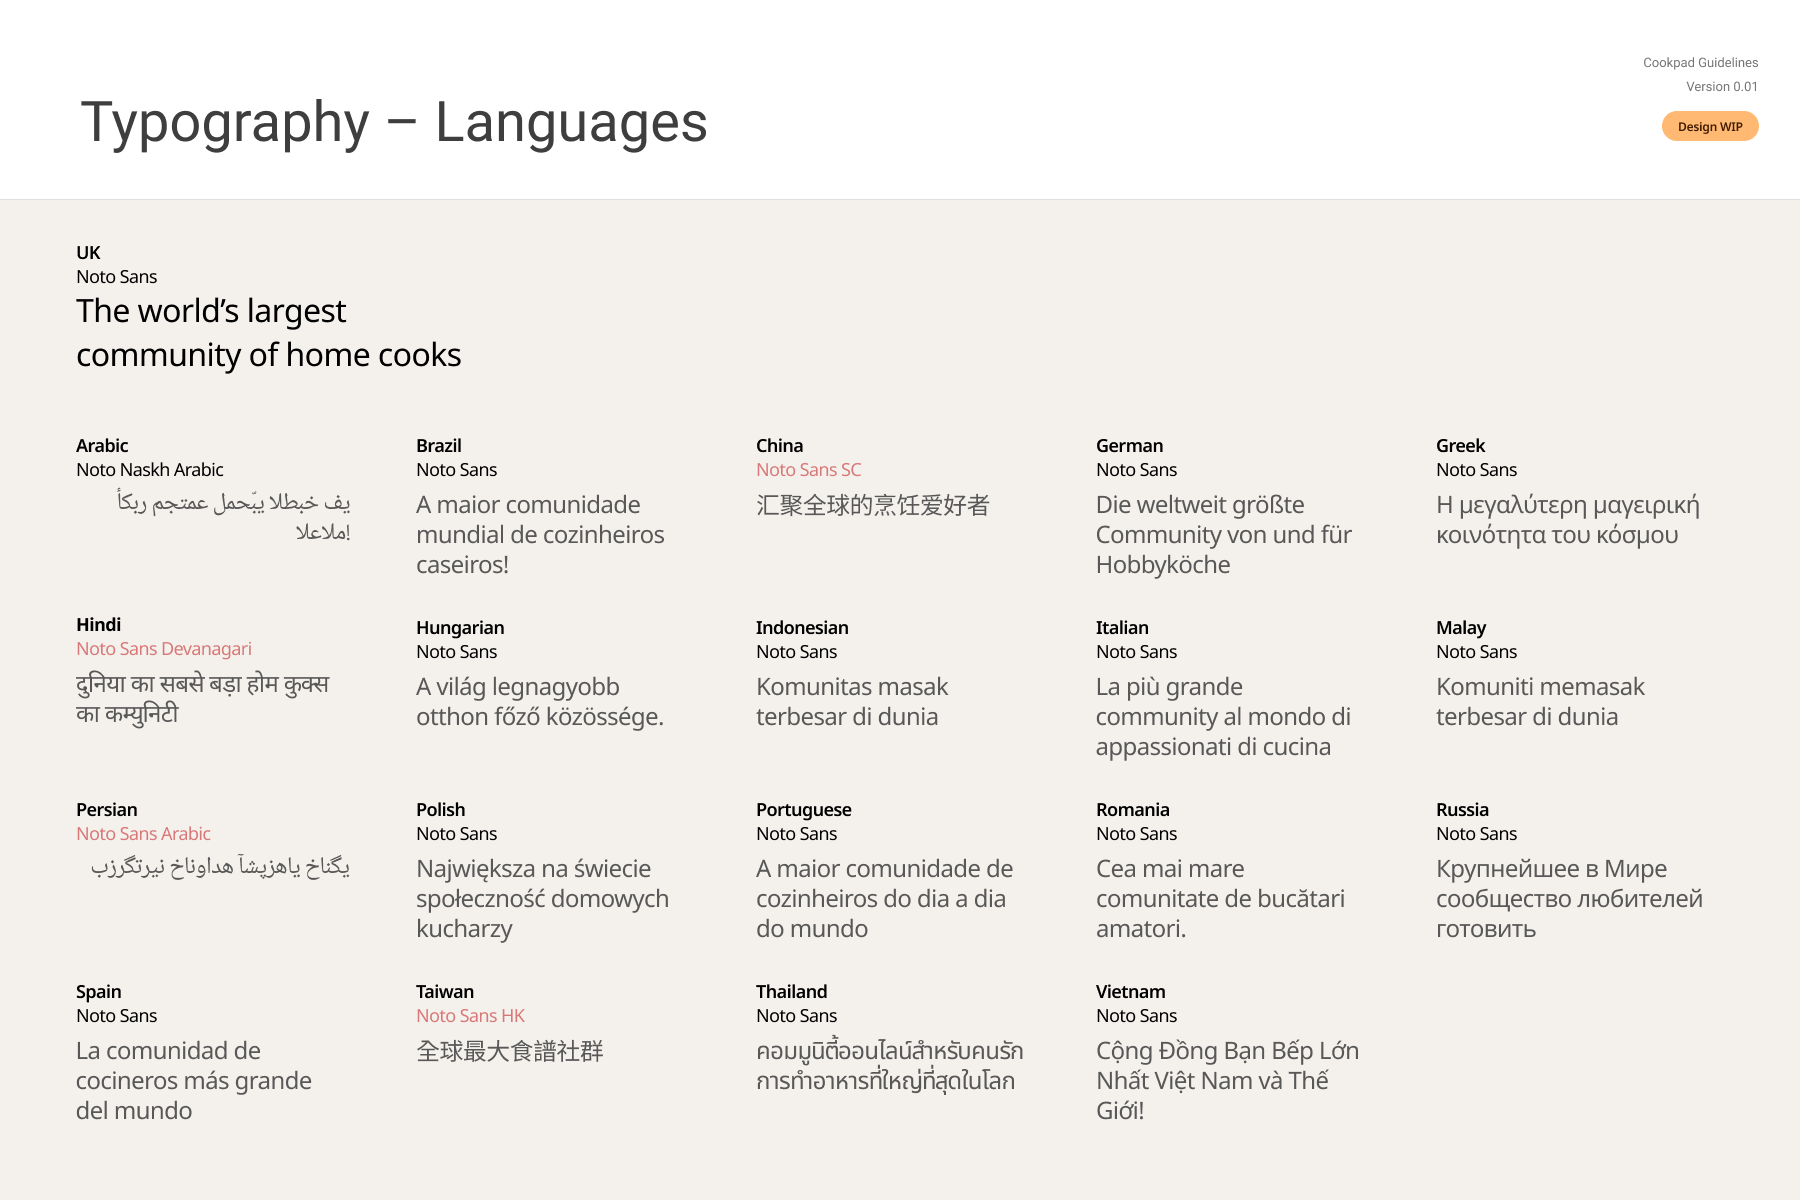 Typography – Languages
Cookpad Guidelines
Version 0.01
Design WIP
UK
Noto Sans
The world’s largest
community of home cooks
Arabic
Noto Naskh Arabic
يف خبطلا يبّحمل عمتجم ربكأ
!ملاعلا
Brazil
Noto Sans
A maior comunidade
mundial de cozinheiros
caseiros!
China
Noto Sans SC
汇聚全球的烹饪爱好者
German
Noto Sans
Die weltweit größte
Community von und für
Hobbyköche
Greek
Noto Sans
Η μεγαλύτερη μαγειρική
κοινότητα του κόσμου
Hindi
Noto Sans Devanagari
दुनिया का सबसे बड़ा होम कुक्स
का कम्युनिटी
Hungarian
Noto Sans
A világ legnagyobb
otthon főző közössége.
Indonesian
Noto Sans
Komunitas masak
terbesar di dunia
Italian
Noto Sans
La più grande
community al mondo di
appassionati di cucina
Malay
Noto Sans
Komuniti memasak
terbesar di dunia
Persian
Noto Sans Arabic
یگناخ یاهزپشآ هداوناخ نیرتگرزب
Polish
Noto Sans
Największa na świecie
społeczność domowych
kucharzy
Portuguese
Noto Sans
A maior comunidade de
cozinheiros do dia a dia
do mundo
Romania
Noto Sans
Cea mai mare
comunitate de bucătari
amatori.
Russia
Noto Sans
Крупнейшее в Мире
сообщество любителей
готовить
Spain
Noto Sans
La comunidad de
cocineros más grande
del mundo
Taiwan
Noto Sans HK
全球最大食譜社群
Thailand
Noto Sans
คอมมูนิตี้ออนไลน์สำหรับคนรัก
การทำอาหารที่ใหญ่ที่สุดในโลก
Vietnam
Noto Sans
Cộng Đồng Bạn Bếp Lớn
Nhất Việt Nam và Thế
Giới!